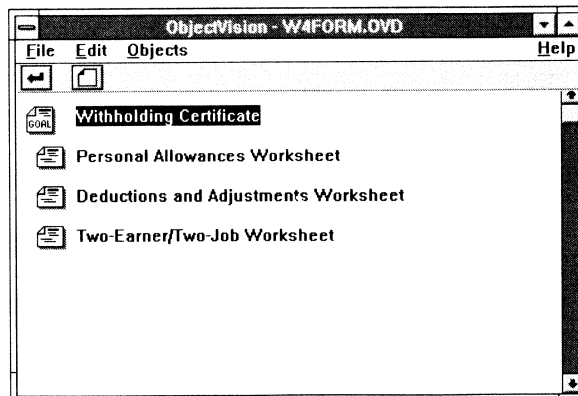 ObjectVision - W4FORM.OVD
File Edit Objects Help
GOAL Withholding Certificate
Personal Allowances Worksheet
Deductions and Adjustments Worksheet
Two-Earner/Two-Job Worksheet